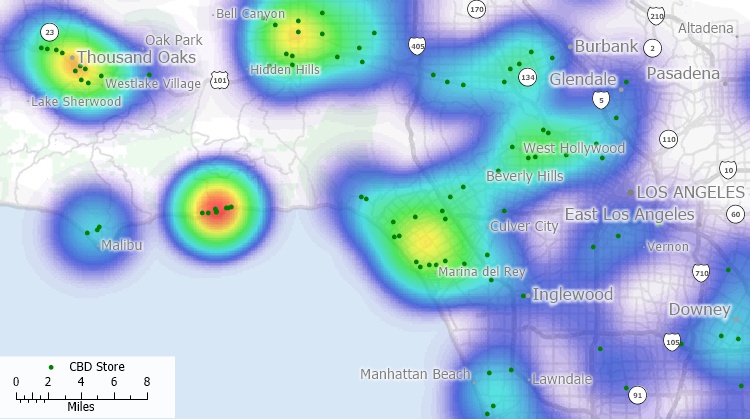 170
Bell Canyon
210
Altadena
23
Oak Park
405
Burbank
2
Thousand Oaks
Hidden Hills
101
134
Glendale
Pasadena
Westlake Village
Lake Sherwood
5
110
West Hollywood
10
Beverly Hills
LOS ANGELES
East Los Angeles
60
Culver City
Malibu
Vernon
Marina del Rey
710
Inglewood
Downey
105
CBD Store
0 2 4 6 8
Miles
Manhattan Beach
Lawndale
91